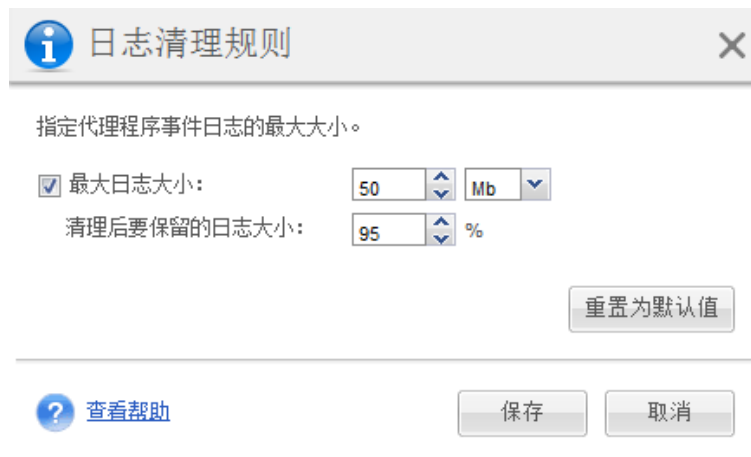 日志清理规则
指定代理程序事件日志的最大大小。
最大日志大小: 50 Mb
清理后要保留的日志大小: 95 %
重置为默认值
查看帮助 保存 取消